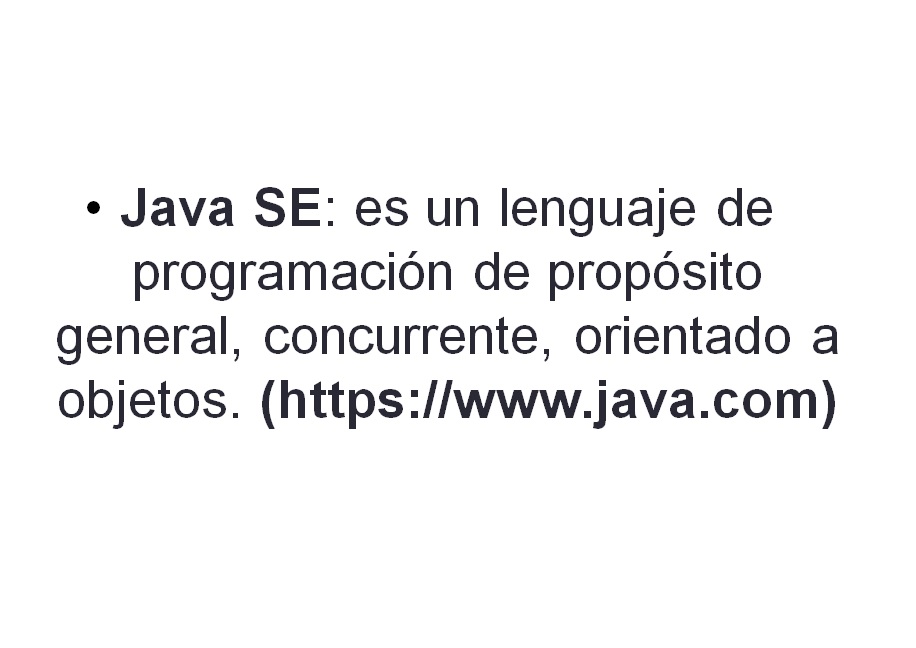 • Java SE: es un lenguaje de
programación de propósito
general, concurrente, orientado a
objetos. (https://www.java.com)